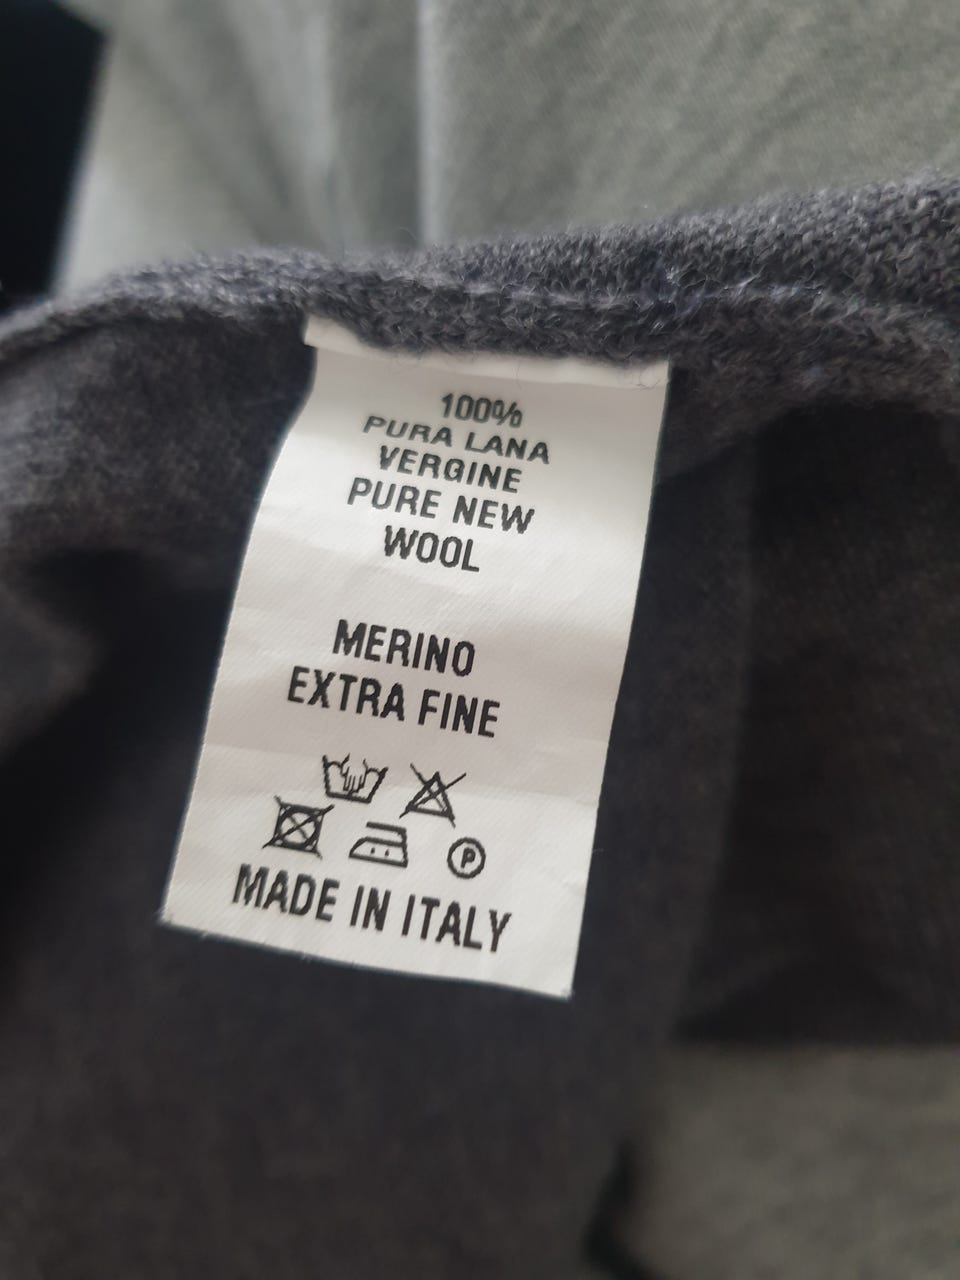 100%
PURA LANA
VERGINE
PURE NEW
WOOL
MERINO
EXTRA FINE
P
MADE IN ITALY